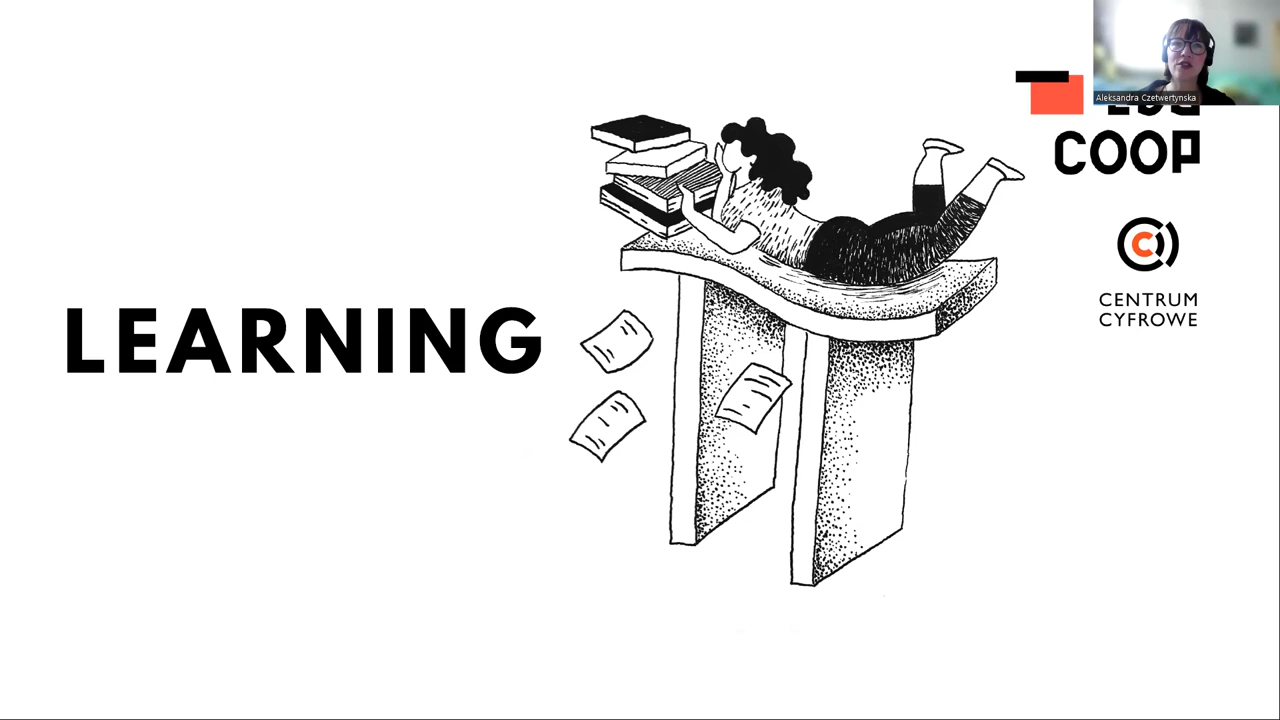 Aleksandra Czetwertynska
COOP
CENTRUM
CYFROWE
LEARNING